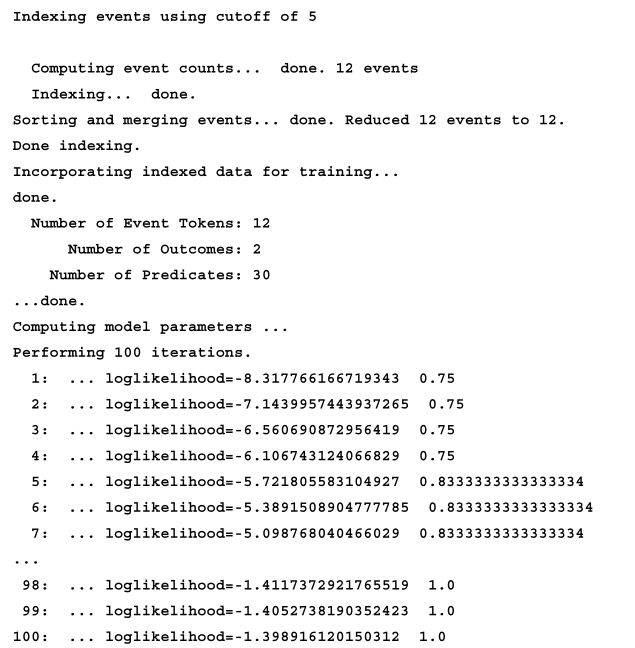 Indexing events using cutoff of 5
Computing event counts...  done. 12 events
Indexing...  done.
Sorting and merging events... done. Reduced 12 events to 12.
Done indexing.
Incorporating indexed data for training...
done.
Number of Event Tokens: 12
Number of Outcomes: 2
Number of Predicates: 30
...done.
Computing model parameters ...
Performing 100 iterations.
1:  ... loglikelihood=-8.317766166719343  0.75
2:  ... loglikelihood=-7.1439957443937265  0.75
3:  ... loglikelihood=-6.560690872956419  0.75
4:  ... loglikelihood=-6.106743124066829  0.75
5:  ... loglikelihood=-5.721805583104927  0.8333333333333334
6:  ... loglikelihood=-5.3891508904777785  0.8333333333333334
7:  ... loglikelihood=-5.098768040466029  0.8333333333333334
...
98:  ... loglikelihood=-1.4117372921765519  1.0
99:  ... loglikelihood=-1.4052738190352423  1.0
100:  ... loglikelihood=-1.398916120150312  1.0